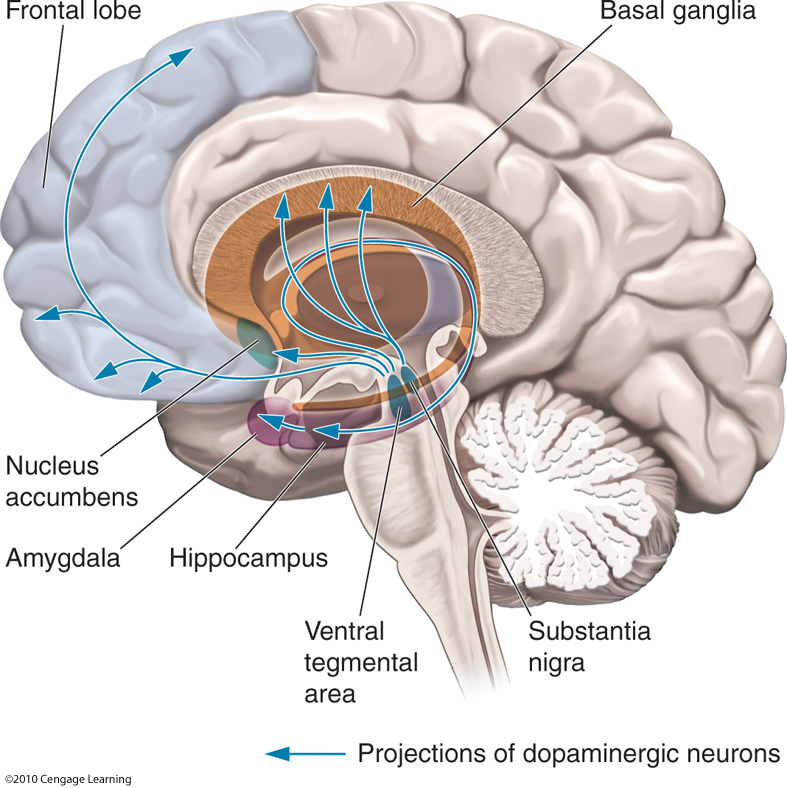 Frontal lobe
Basal ganglia
Nucleus
accumbens
Amygdala
Hippocampus
Ventral
tegmental
area
Substantia
nigra
Projections of dopaminergic neurons
©2010 Cengage Learning